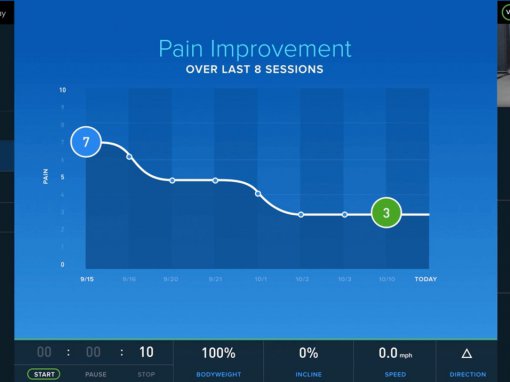 Pain Improvement
OVER LAST 8 SESSIONS
10
9
8
7
7
6
5
4
3
3
2
1
0
PAIN
9/15 9/16 9/20 9/21 10/1 10/2 10/2 10/10 TODAY
00 : 00 : 10 100% 0% 0.0 mph
START PAUSE STOP BODYWEIGHT INCLINE SPEED DIRECTION